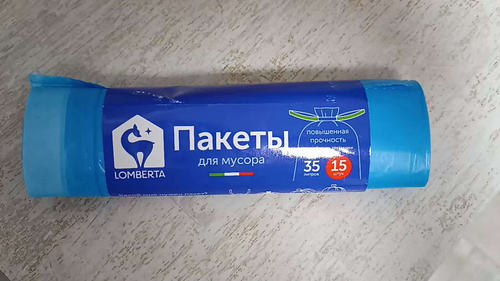 LOMBERTA
Пакеты
для мусора
повышенная
прочность
35
литров
15
штук